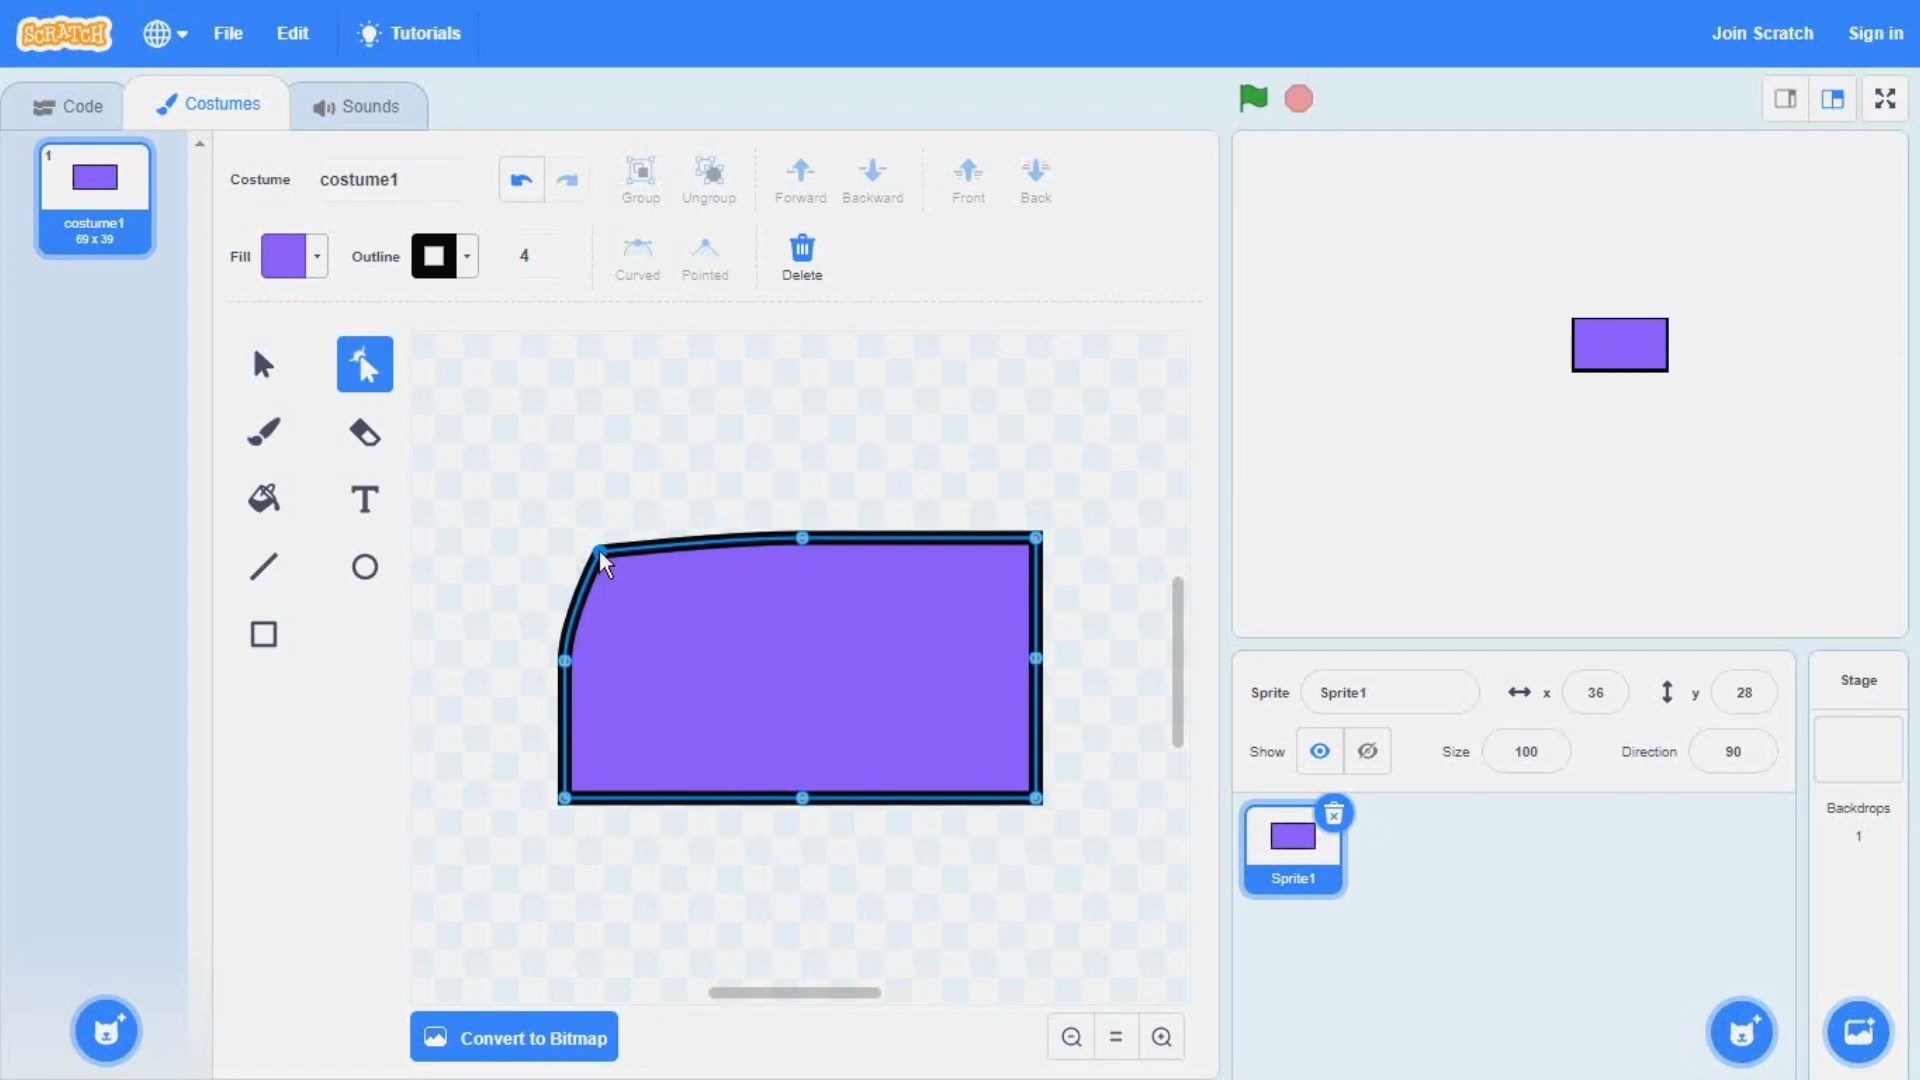 SCRATCH File Edit Tutorials Join Scratch Sign in
Code Costumes Sounds
1
costume1
69 x 39
Costume costume1 Group Ungroup Forward Backward Front Back
Fill Outline 4 Curved Pointed Delete
T
Convert to Bitmap
Sprite Sprite1 x 36 y 28
Show Size 100 Direction 90
Sprite1
Stage
Backdrops
1